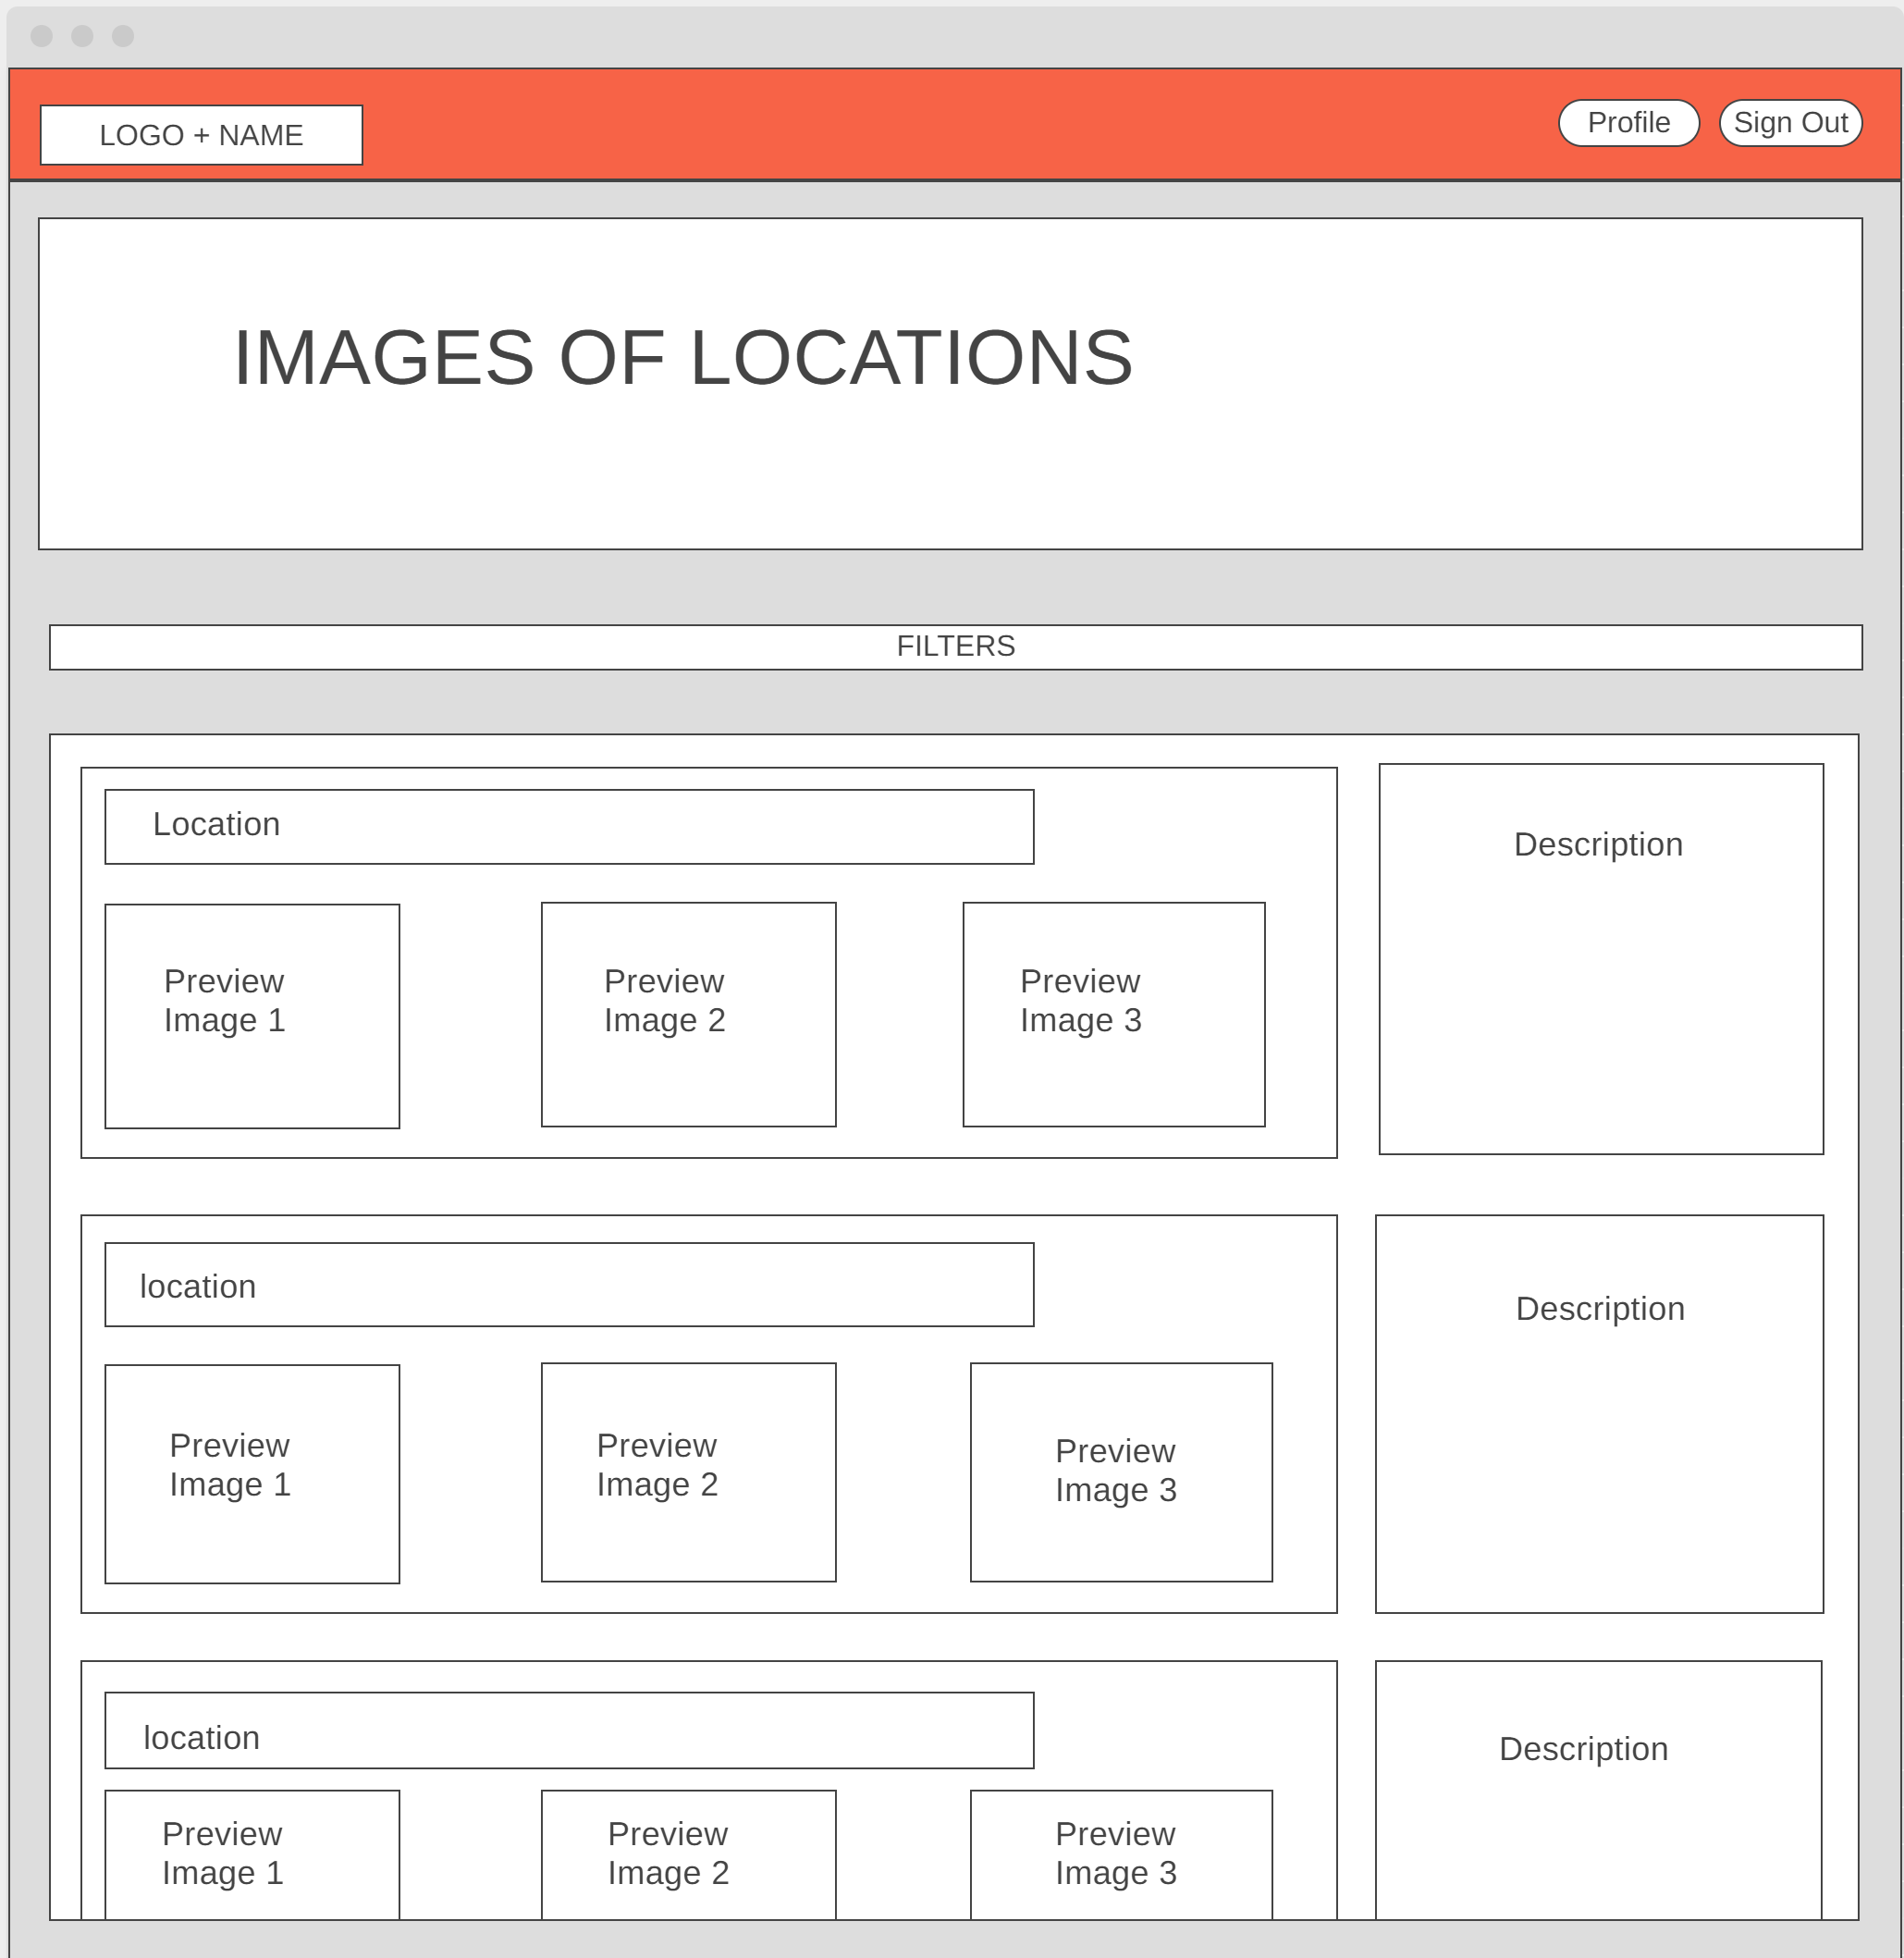 LOGO + NAME
Profile
Sign Out
IMAGES OF LOCATIONS
FILTERS
Location
Description
Preview
Image 1
Preview
Image 2
Preview
Image 3
location
Description
Preview
Image 1
Preview
Image 2
Preview
Image 3
location
Description
Preview
Image 1
Preview
Image 2
Preview
Image 3